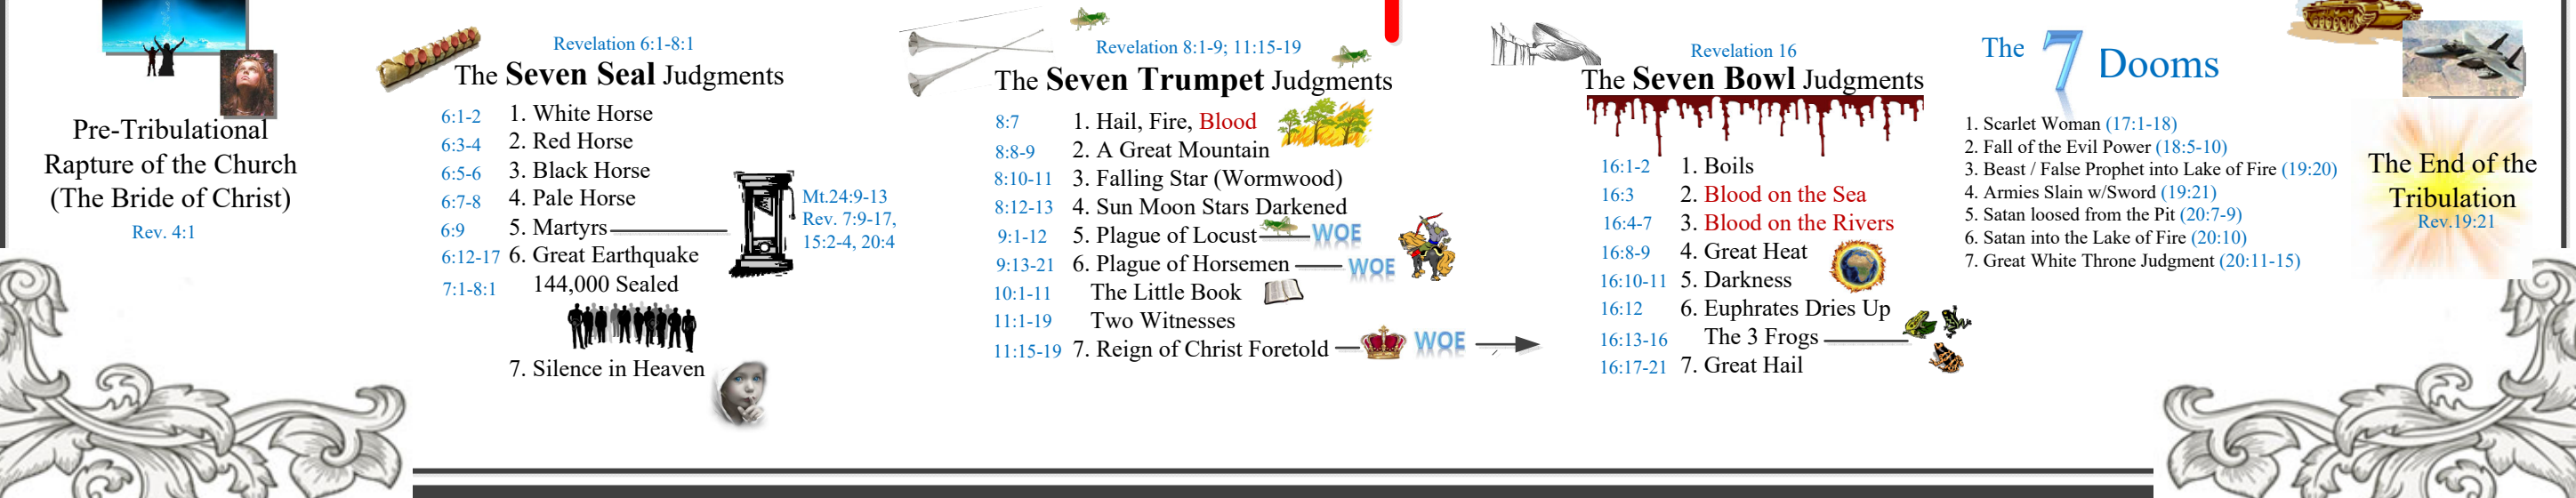 Pre-Tribulational
Rapture of the Church
(The Bride of Christ)
Rev. 4:1
Revelation 6:1-8:1
The Seven Seal Judgments
6:1-2 1. White Horse
6:3-4 2. Red Horse
6:5-6 3. Black Horse
6:7-8 4. Pale Horse
6:9 5. Martyrs
6:12-17 6. Great Earthquake
7:1-8:1 144,000 Sealed
7. Silence in Heaven
Mt.24:9-13
Rev. 7:9-17,
15:2-4, 20:4
Revelation 8:1-9; 11:15-19
The Seven Trumpet Judgments
8:7 1. Hail, Fire, Blood
8:8-9 2. A Great Mountain
8:10-11 3. Falling Star (Wormwood)
8:12-13 4. Sun Moon Stars Darkened
9:1-12 5. Plague of Locust WOE
9:13-21 6. Plague of Horsemen WOE
10:1-11 The Little Book
11:1-19 Two Witnesses
11:15-19 7. Reign of Christ Foretold WOE
Revelation 16
The Seven Bowl Judgments
16:1-2 1. Boils
16:3 2. Blood on the Sea
16:4-7 3. Blood on the Rivers
16:8-9 4. Great Heat
16:10-11 5. Darkness
16:12 6. Euphrates Dries Up
16:13-16 The 3 Frogs
16:17-21 7. Great Hail
The 7 Dooms
1. Scarlet Woman (17:1-18)
2. Fall of the Evil Power (18:5-10)
3. Beast / False Prophet into Lake of Fire (19:20)
4. Armies Slain w/Sword (19:21)
5. Satan loosed from the Pit (20:7-9)
6. Satan into the Lake of Fire (20:10)
7. Great White Throne Judgment (20:11-15)
The End of the
Tribulation
Rev.19:21